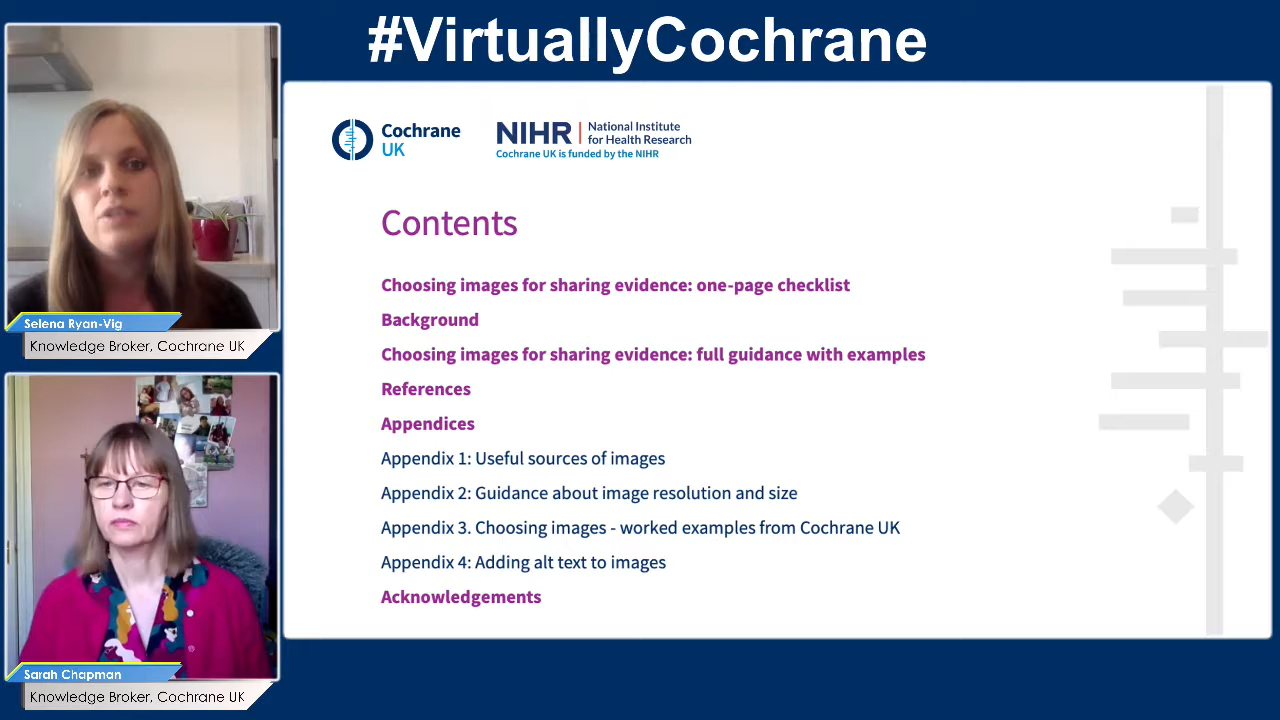 #VirtuallyCochrane
Selena Ryan-Vig
Knowledge Broker, Cochrane UK
Sarah Chapman
Knowledge Broker, Cochrane UK
Cochrane
UK
NIHR
National Institute
for Health Research
Cochrane UK is funded by the NIHR
Contents
Choosing images for sharing evidence: one-page checklist
Background
Choosing images for sharing evidence: full guidance with examples
References
Appendices
Appendix 1: Useful sources of images
Appendix 2: Guidance about image resolution and size
Appendix 3. Choosing images - worked examples from Cochrane UK
Appendix 4: Adding alt text to images
Acknowledgements